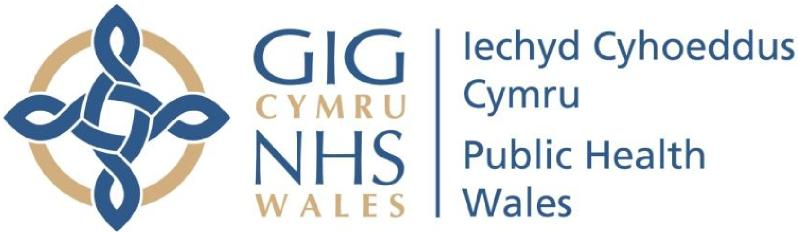 GIG
CYMRU
NHS
WALES
Iechyd Cyhoeddus
Cymru
Public Health
Wales